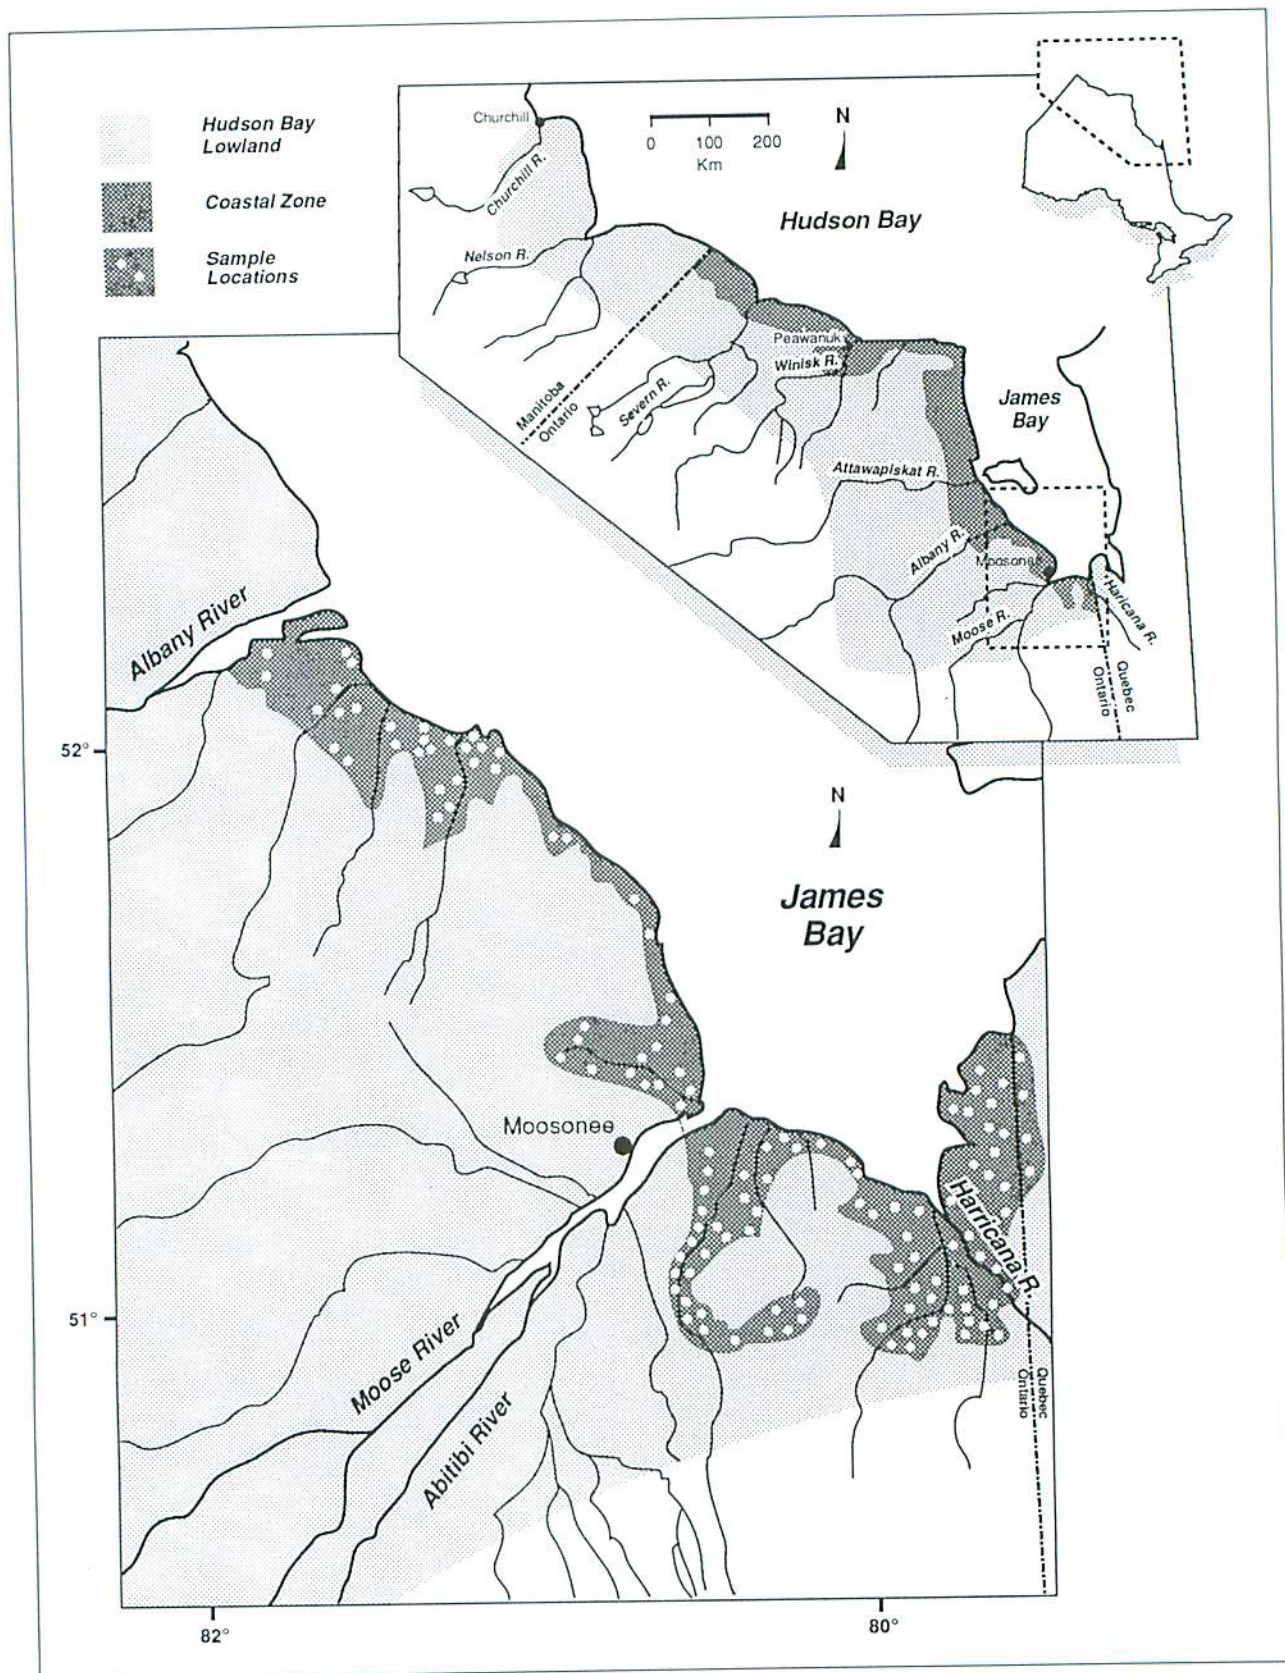 Hudson Bay
Lowland
Coastal Zone
Sample
Locations
Churchill
Churchill R.
Nelson R.
0 100 200
Km
N
Hudson Bay
Manitoba
Ontario
Severn R.
Peawanuk
Winisk R.
James
Bay
Attawapiskat R.
Albany R.
Moosonee
Moose R.
Haricana R.
Quebec
Ontario
Albany River
52°
N
James
Bay
Moosonee
Harricana R.
51°
Moose River
Abitibi River
Quebec
Ontario
82°
80°